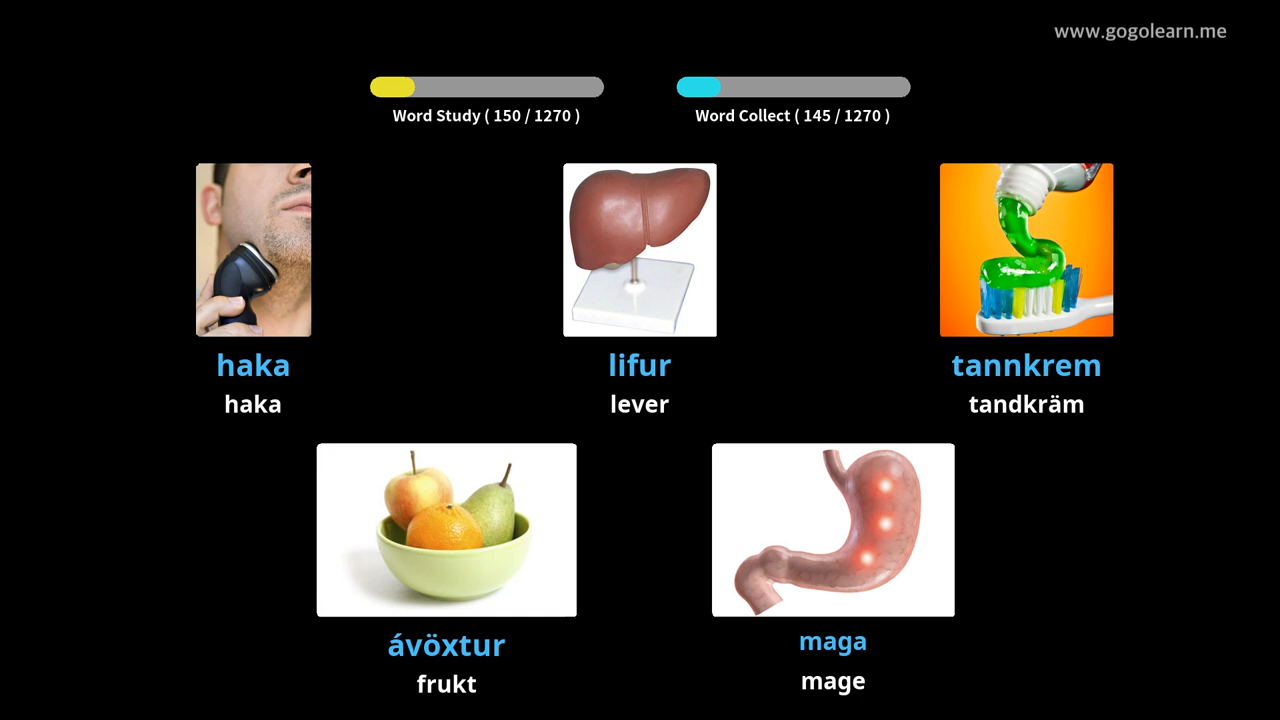 www.gogolearn.me
Word Study ( 150 / 1270 )
Word Collect ( 145 / 1270 )
haka
haka
lifur
lever
tannkrem
tandkräm
ávöxtur
frukt
maga
mage